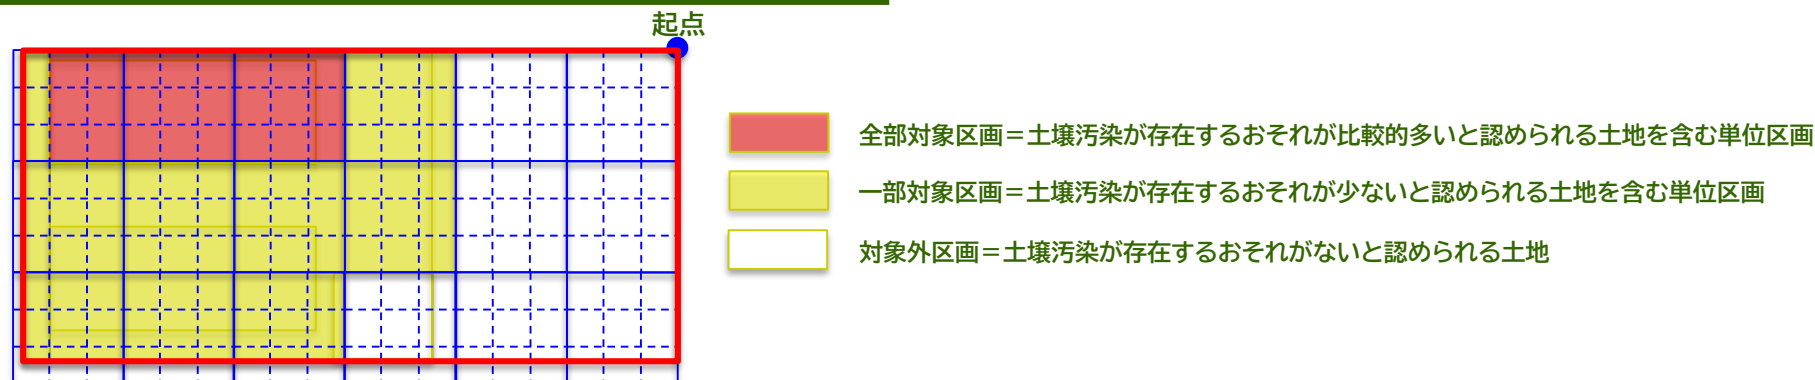 起点
全部対象区画＝土壌汚染が存在するおそれが比較的多いと認められる土地を含む単位区画
一部対象区画＝土壌汚染が存在するおそれが少ないと認められる土地を含む単位区画
対象外区画＝土壌汚染が存在するおそれがないと認められる土地